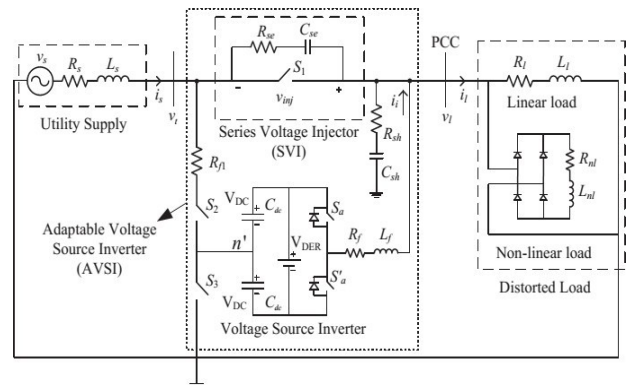 v_s
R_s
L_s
i_s
v_t
Utility Supply
R_se
C_se
S_1
v_inj
−
+
Series Voltage Injector
(SVI)
PCC
i_i
i_l
v_l
R_l
L_l
Linear load
R_nl
L_nl
Non-linear load
Distorted Load
R_sh
C_sh
R_f1
S_2
S_3
Adaptable Voltage
Source Inverter
(AVSI)
n'
V_DC
+
−
C_dc
V_DC
+
−
C_dc
+
V_DER
−
S_a
S'_a
R_f
L_f
Voltage Source Inverter